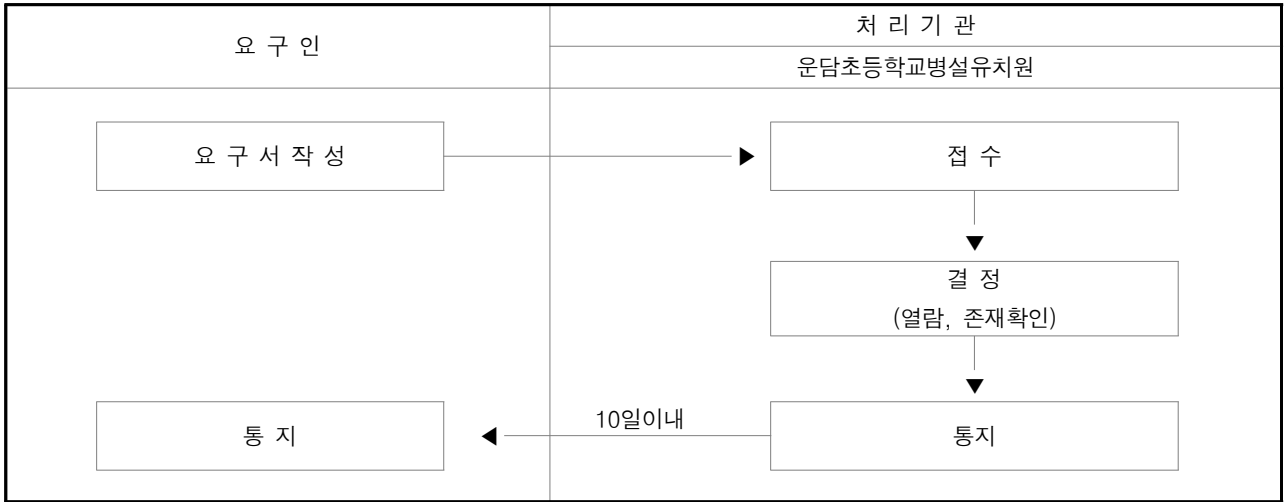 요 구 인
처 리 기 관
운담초등학교병설유치원
요 구 서 작 성
접 수
결 정
(열람, 존재확인)
통 지
10일이내
통지